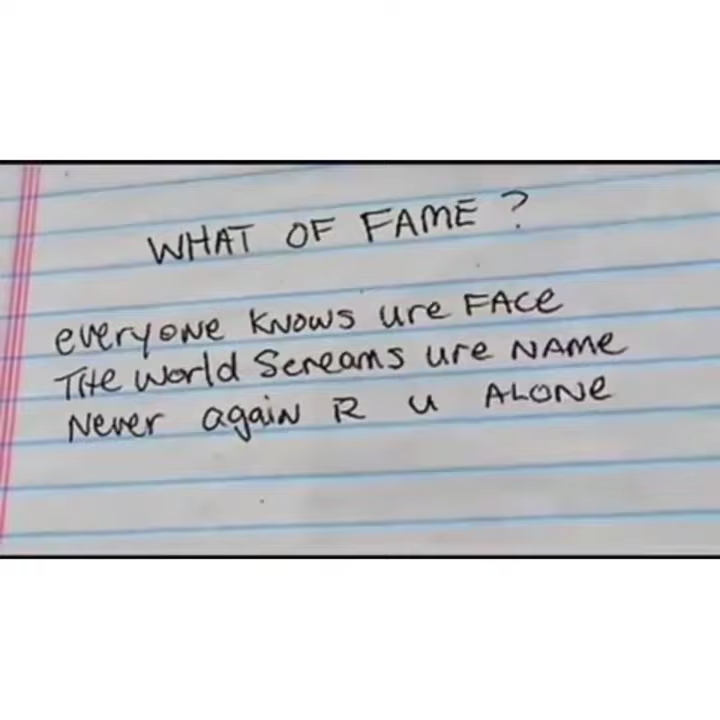 WHAT OF FAME?
everyone knows ure FACE
THe world Screams ure NAME
Never again R u ALONe